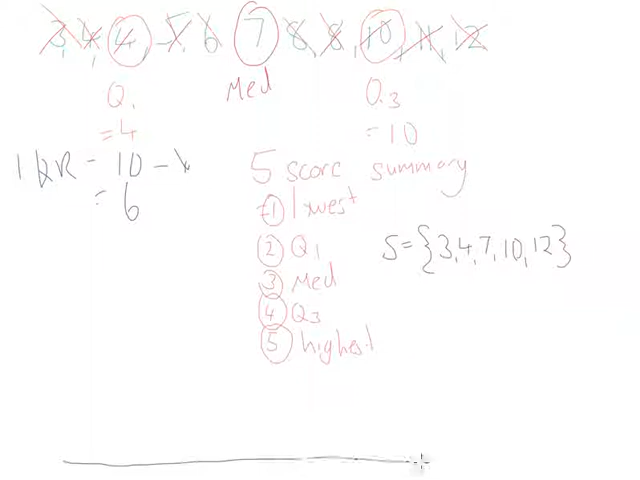 3, 4, 4, 5, 6 7 8, 8, 10, 11, 12
Q1 Med Q3
= 4 = 10
IQR = 10 - 4
= 6
5 score summary
1 lowest
2 Q1
3 Med
4 Q3
5 highest
S = {3, 4, 7, 10, 12}